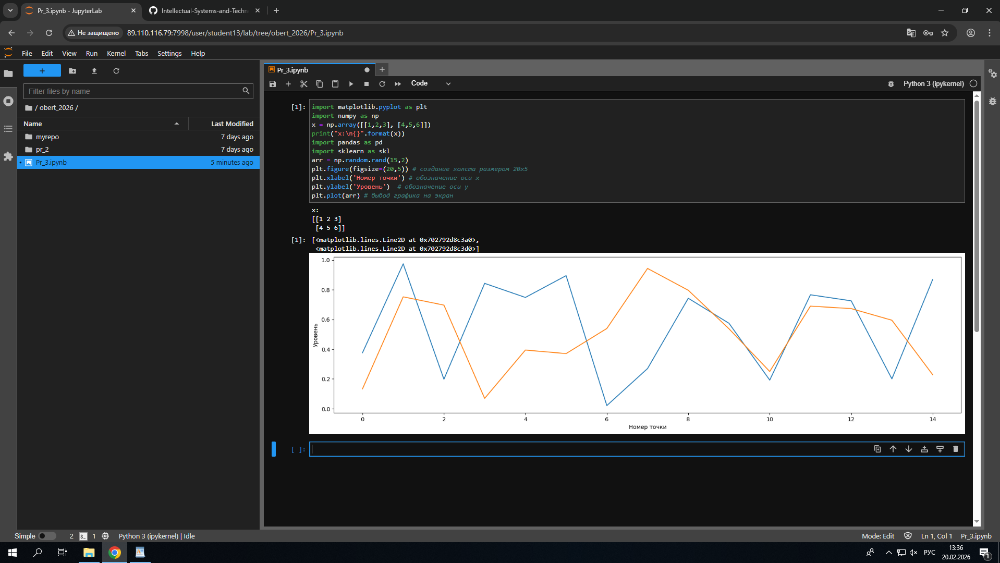 Pr_3.ipynb - JupyterLab
Intellectual-Systems-and-Techn
Не защищено
89.110.116.79:7998/user/student13/lab/tree/obert_2026/Pr_3.ipynb
File Edit View Run Kernel Tabs Settings Help
+
Filter files by name
/ obert_2026 /
Name Last Modified
myrepo 7 days ago
pr_2 7 days ago
Pr_3.ipynb 5 minutes ago
Pr_3.ipynb
Code
Python 3 (ipykernel)
[1]: import matplotlib.pyplot as plt
import numpy as np
x = np.array([[1,2,3], [4,5,6]])
print("x:\n{}".format(x))
import pandas as pd
import sklearn as skl
arr = np.random.rand(15,2)
plt.figure(figsize=(20,5)) # создание холста размером 20x5
plt.xlabel('Номер точки') # обозначение оси x
plt.ylabel('Уровень')  # обозначение оси y
plt.plot(arr) # вывод графика на экран
x:
[[1 2 3]
 [4 5 6]]
[1]: [<matplotlib.lines.Line2D at 0x702792d8c3a0>,
 <matplotlib.lines.Line2D at 0x702792d8c3d0>]
1.0
0.8
0.6
0.4
0.2
0.0
Уровень
0 2 4 6 8 10 12 14
Номер точки
[ ]:
Simple 2 $_ 1 Python 3 (ipykernel) | Idle
Mode: Edit Ln 1, Col 1 Pr_3.ipynb
РУС
13:36
20.02.2026
1